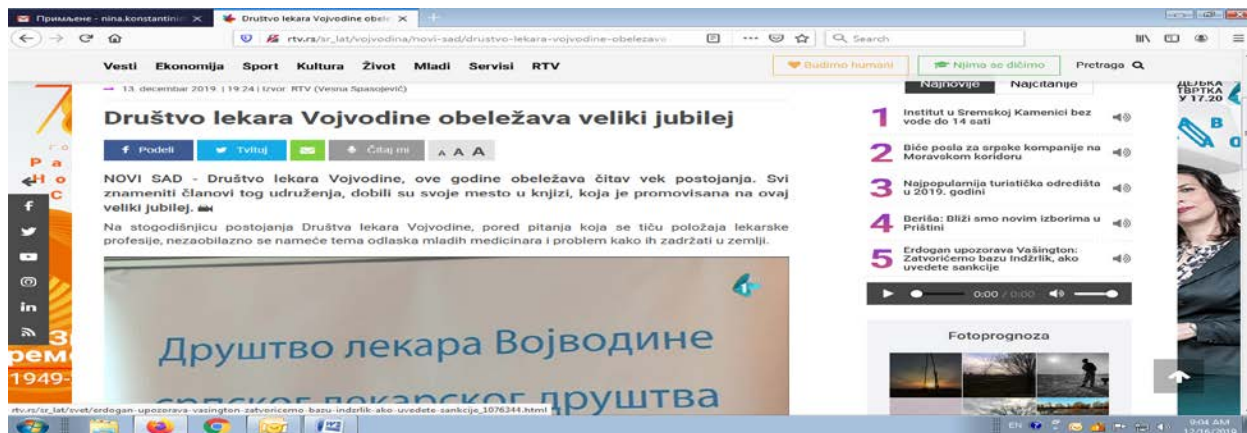 Примљене - nina.konstantini
Društvo lekara Vojvodine obele
rtv.rs/sr_lat/vojvodina/novi-sad/drustvo-lekara-vojvodine-obelezava
Search
Vesti Ekonomija Sport Kultura Život Mladi Servisi RTV
Budimo humani
Njima se dičimo
Pretraga
13. decembar 2019. | 19:24 | Izvor: RTV (Vesna Spasojević)
Društvo lekara Vojvodine obeležava veliki jubilej
Podeli Tvituj Čitaj mi A A A
NOVI SAD - Društvo lekara Vojvodine, ove godine obeležava čitav vek postojanja. Svi
znameniti članovi tog udruženja, dobili su svoje mesto u knjizi, koja je promovisana na ovaj
veliki jubilej.
Na stogodišnjicu postojanja Društva lekara Vojvodine, pored pitanja koja se tiču položaja lekarske
profesije, nezaobilazno se nameće tema odlaska mladih medicinara i problem kako ih zadržati u zemlji.
Друштво лекара Војводине
српског лекарског друштва
Najnovije Najčitanije
1 Institut u Sremskoj Kamenici bez
vode do 14 sati
2 Biće posla za srpske kompanije na
Moravskom koridoru
3 Najpopularnija turistička odredišta
u 2019. godini
4 Beriša: Bliži smo novim izborima u
Prištini
5 Erdogan upozorava Vašington:
Zatvorićemo bazu Indžrlik, ako
uvedete sankcije
0:00 / 0:00
Fotoprognoza
У 17.20
1949-
rtv.rs/sr_lat/svet/erdogan-upozorava-vasington-zatvoricemo-bazu-indzrlik-ako-uvedete-sankcije_1076344.html
EN
9:04 AM
12/16/2019